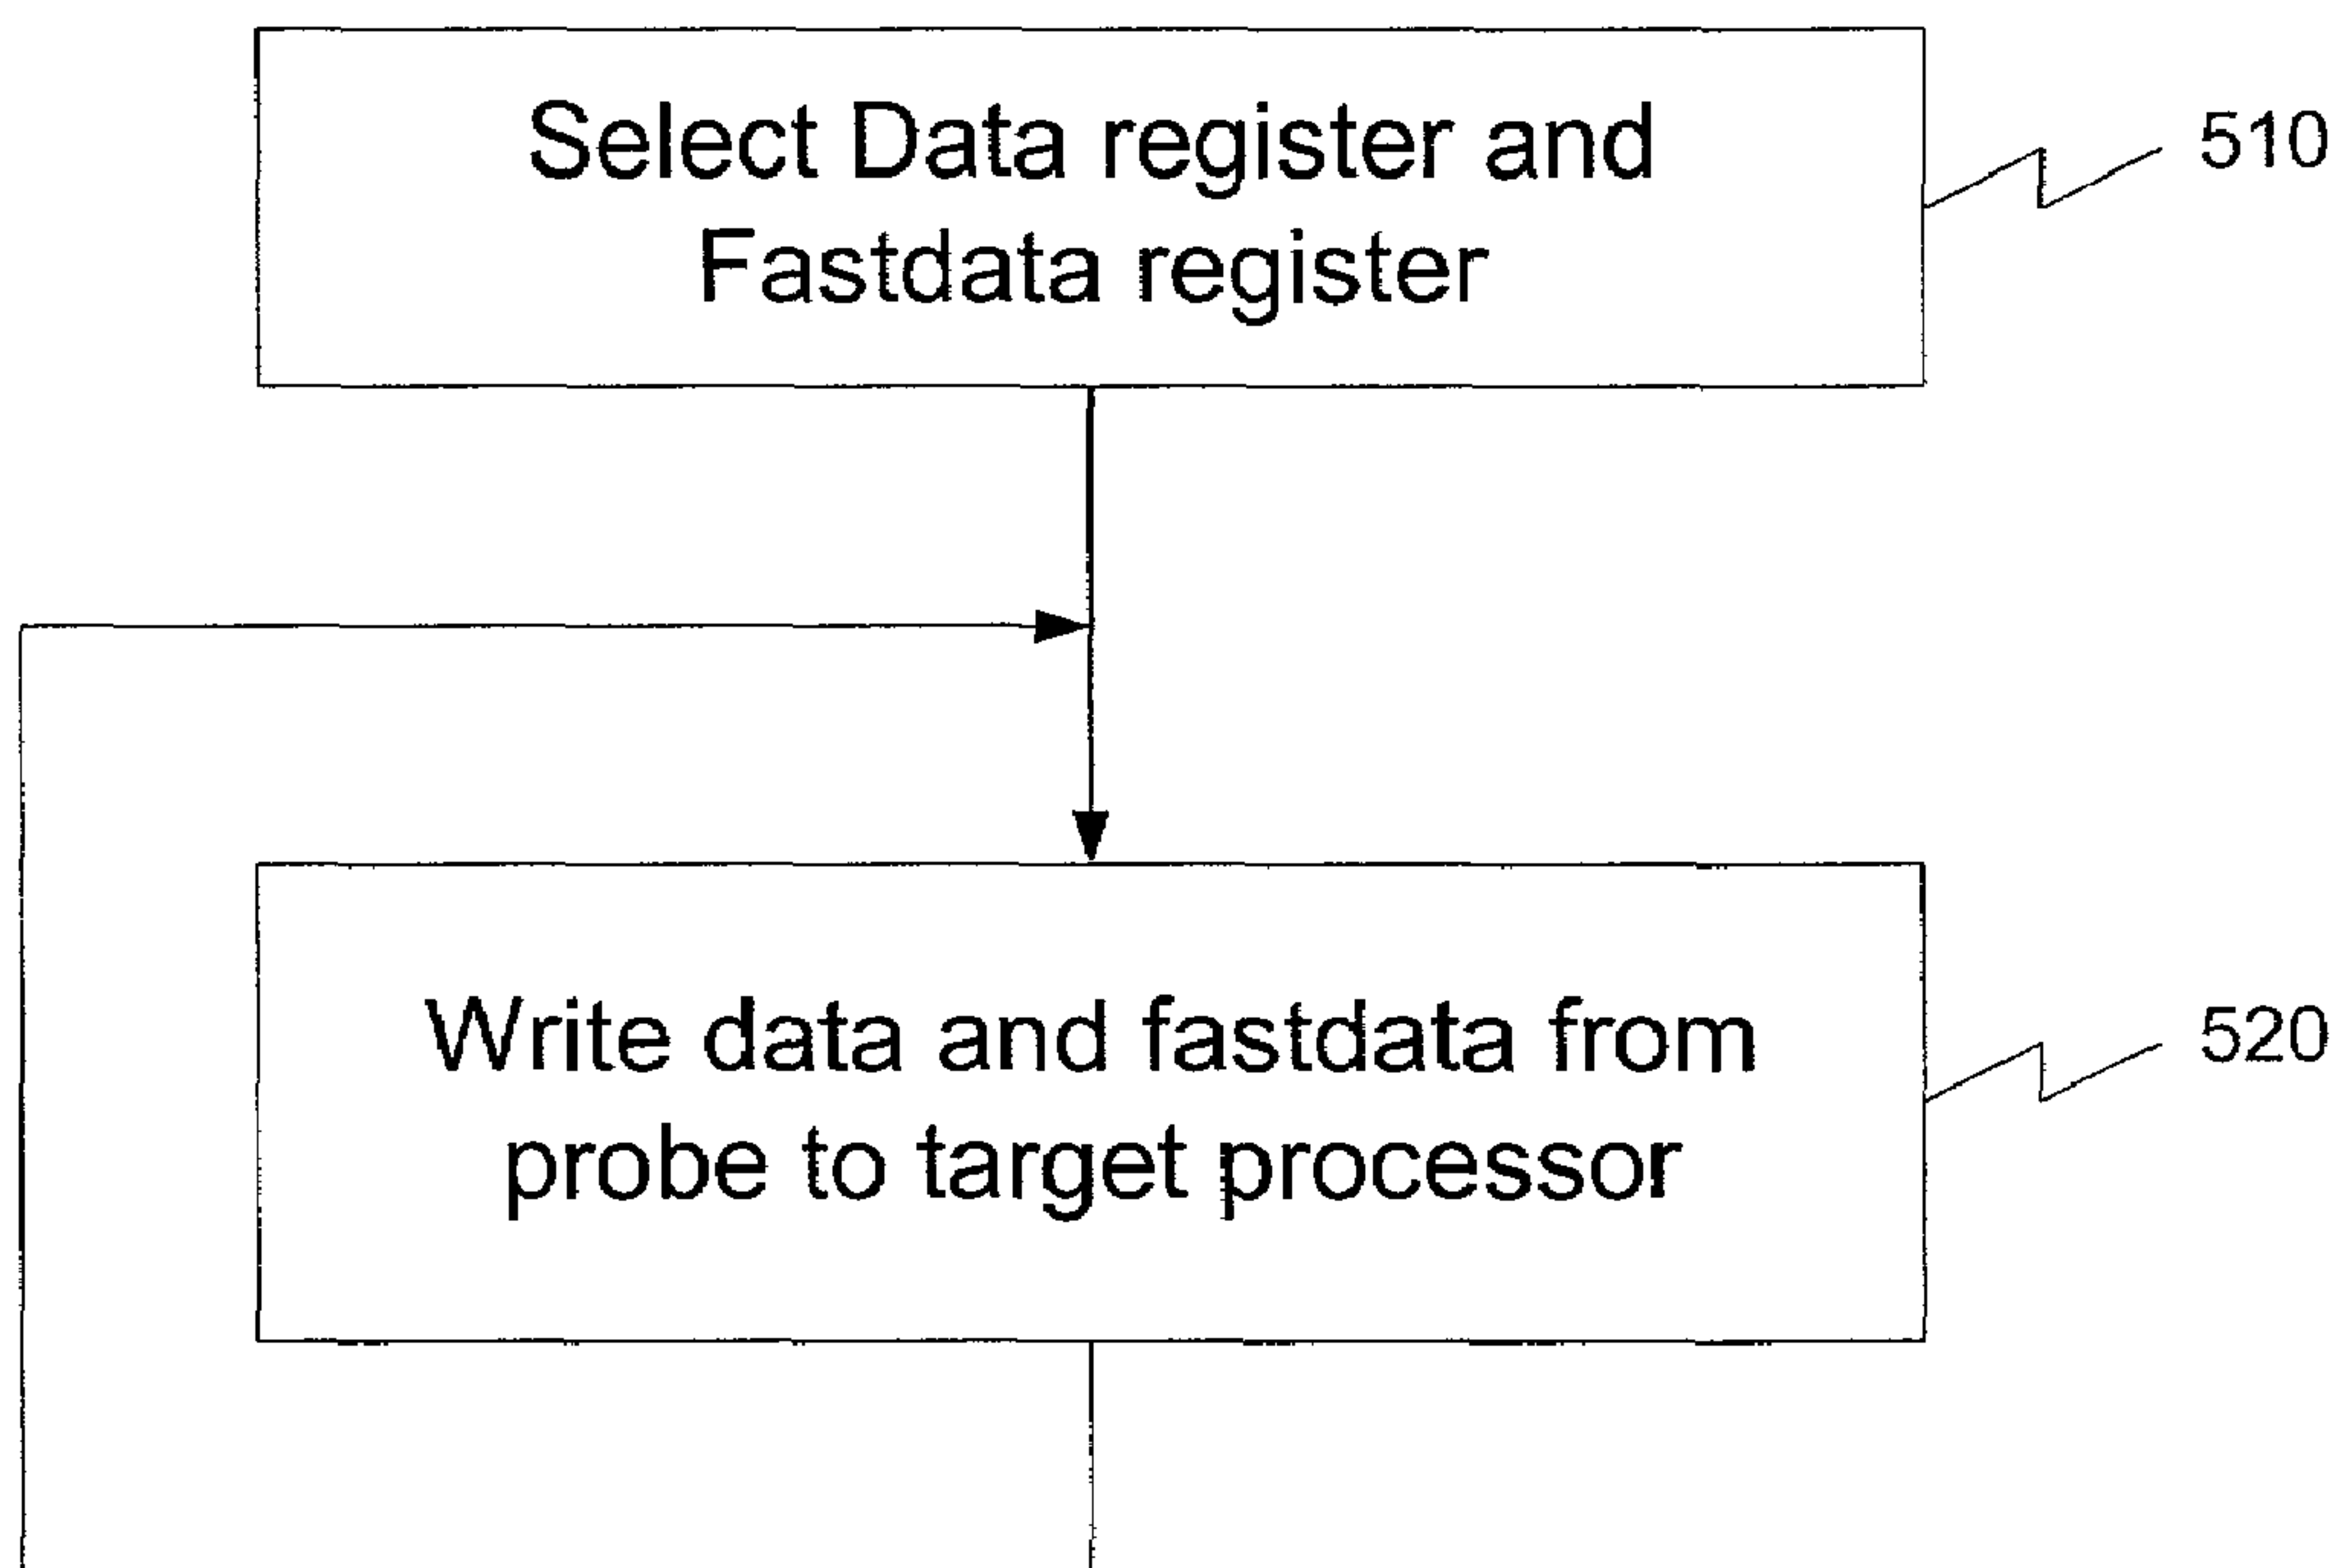 Select Data register and
Fastdata register
510
Write data and fastdata from
probe to target processor
520